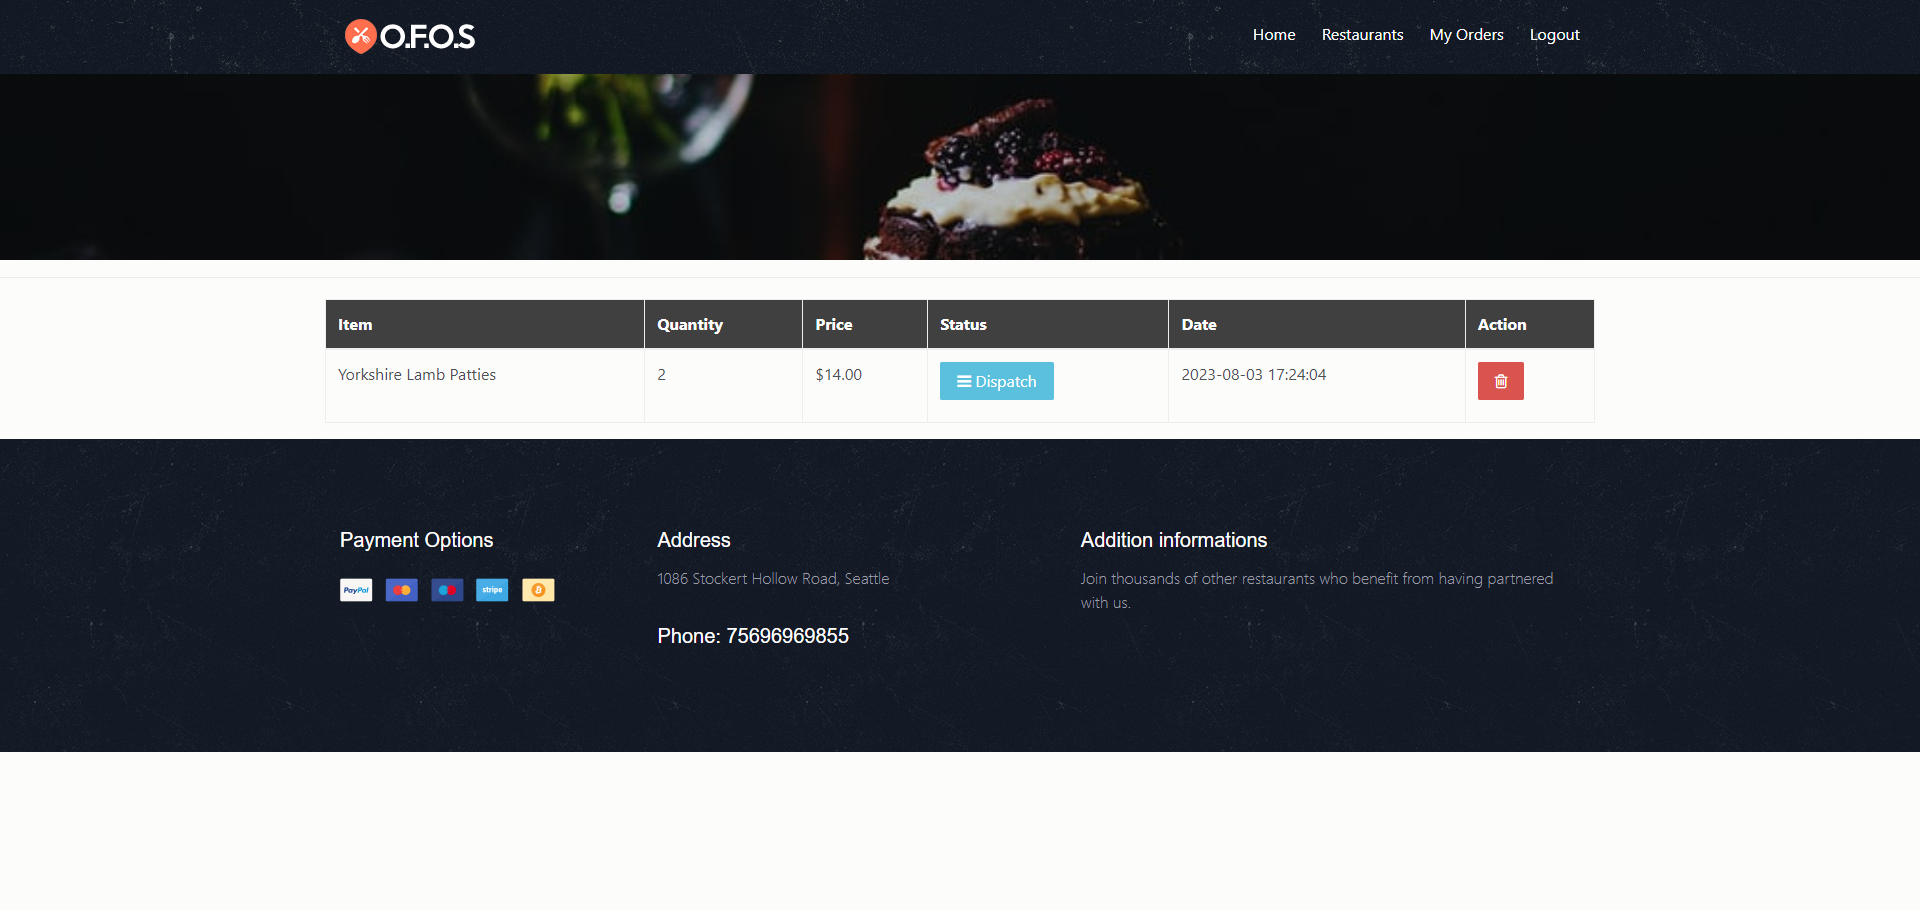 O.F.O.S
Home Restaurants My Orders Logout
Item Quantity Price Status Date Action
Yorkshire Lamb Patties 2 $14.00 Dispatch 2023-08-03 17:24:04
Payment Options Address Addition informations
PayPal stripe 1086 Stockert Hollow Road, Seattle Join thousands of other restaurants who benefit from having partnered
with us.
Phone: 75696969855